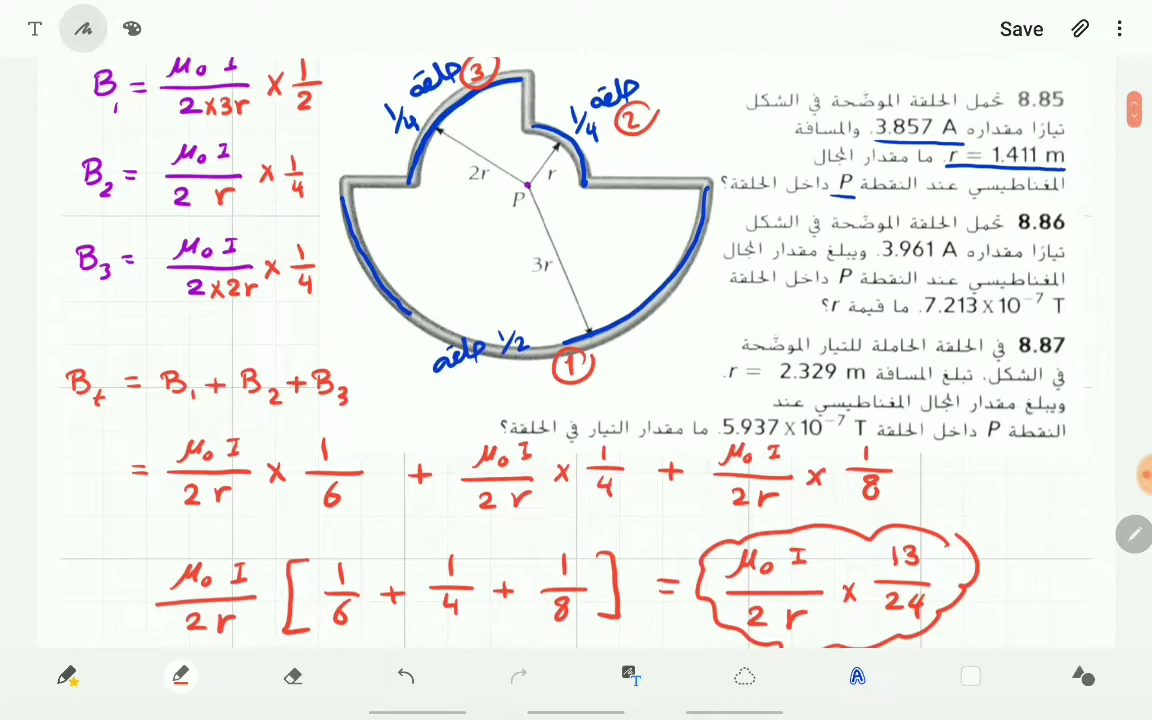 T
Save
B₁ = μ₀ I / 2×3r × 1/2
B₂ = μ₀ I / 2 r × 1/4
B₃ = μ₀ I / 2×2r × 1/4
ملفه 3
1/4
ملفه
1/4 2
2r
r
P
3r
ملفه 1/2
1
8.85 تحمل الحلقة الموضّحة في الشكل
تيارًا مقداره 3.857 A. والمسافة
r = 1.411 m. ما مقدار المجال
المغناطيسي عند النقطة P داخل الحلقة؟
8.86 تحمل الحلقة الموضّحة في الشكل
تيارًا مقداره 3.961 A. ويبلغ مقدار المجال
المغناطيسي عند النقطة P داخل الحلقة
7.213 X 10⁻⁷ T. ما قيمة r؟
8.87 في الحلقة الحاملة للتيار الموضّحة
في الشكل، تبلغ المسافة r = 2.329 m.
ويبلغ مقدار المجال المغناطيسي عند
النقطة P داخل الحلقة 5.937 X 10⁻⁷ T. ما مقدار التيار في الحلقة؟
Bₜ = B₁ + B₂ + B₃
= μ₀ I / 2 r × 1/6 + μ₀ I / 2 r × 1/4 + μ₀ I / 2r × 1/8
μ₀ I / 2 r [ 1/6 + 1/4 + 1/8 ] = μ₀ I / 2 r × 13/24
T
A